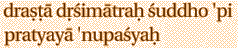 draṣṭā dṛśimātraḥ śuddho 'pi
pratyayā 'nupaśyaḥ